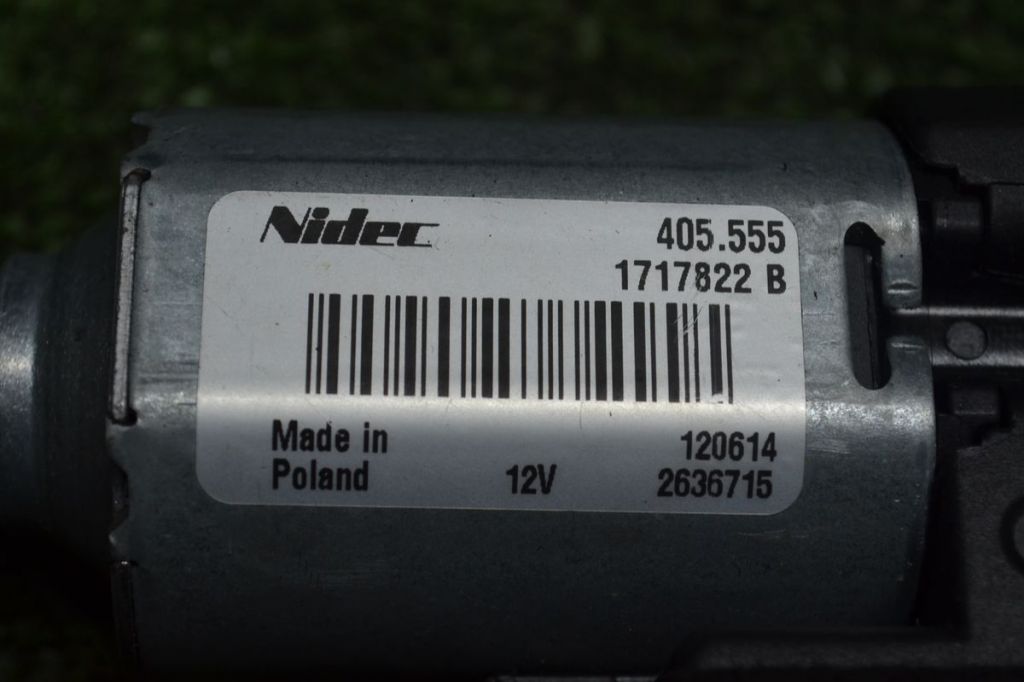 Nidec
405.555
1717822 B
Made in
Poland
12V
120614
2636715